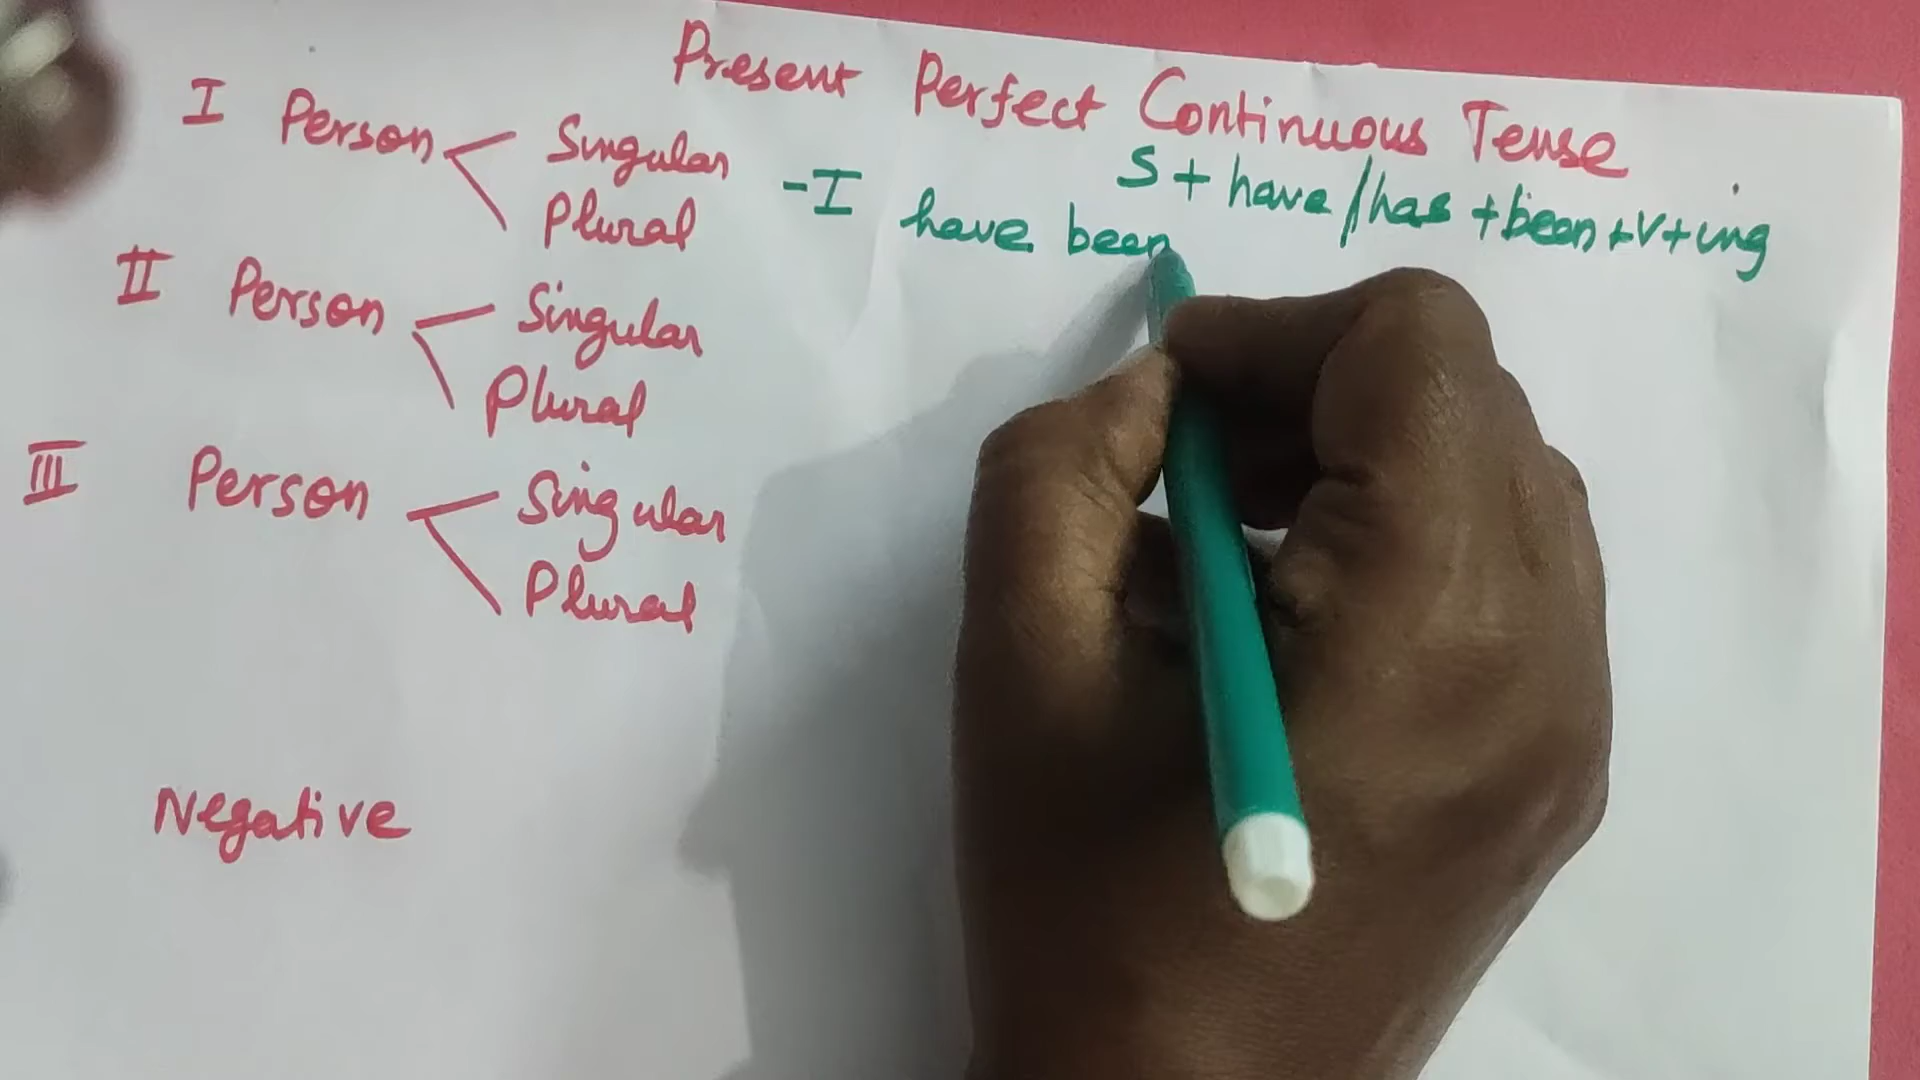 Present Perfect Continuous Tense
S + have / has + been + V + ing
I Person Singular - I have been
Plural
II Person Singular
Plural
III Person Singular
Plural
Negative